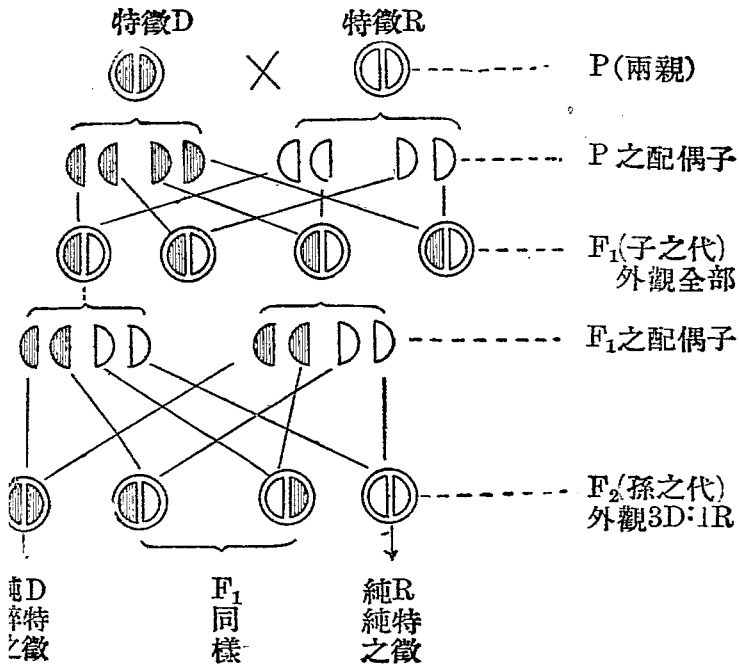 特徵D 特徵R
P(兩親)
P之配偶子
F₁(子之代)
外觀全部
F₁之配偶子
F₂(孫之代)
外觀3D:1R
純D
粹特
之徵
F₁
同
樣
純R
純特
之徵